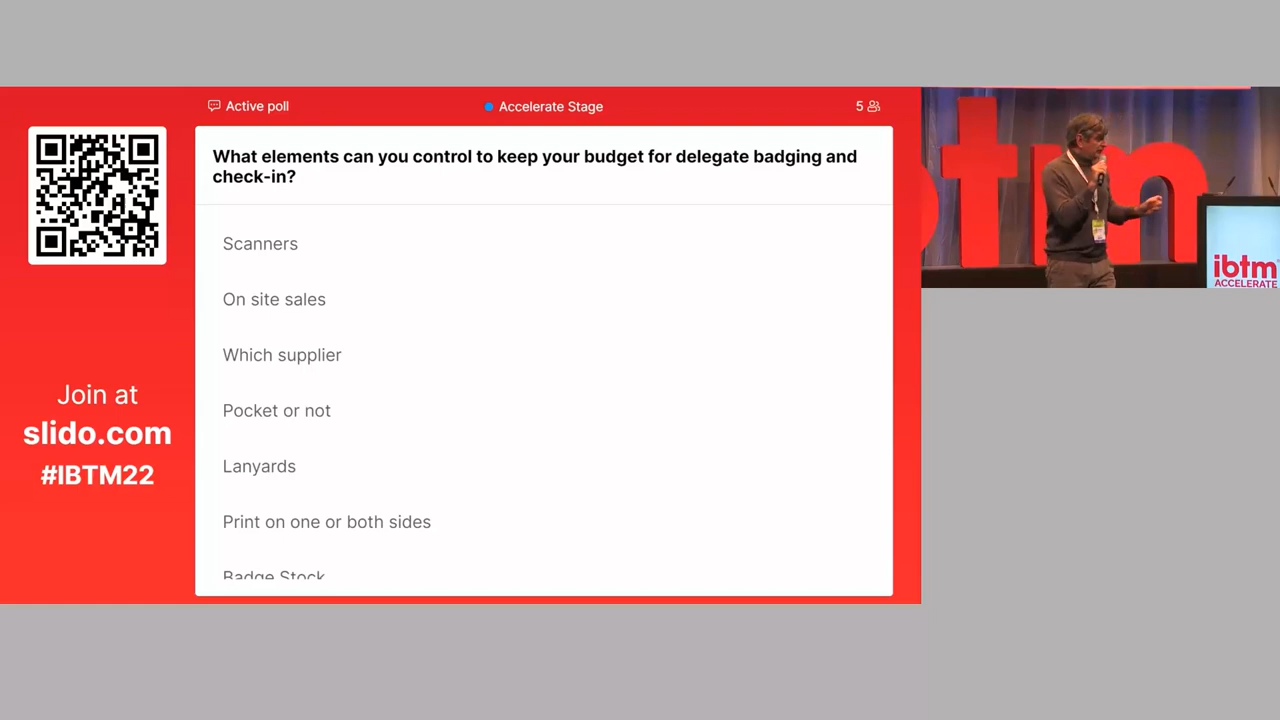 Active poll
Accelerate Stage
5
What elements can you control to keep your budget for delegate badging and
check-in?
Scanners
On site sales
Which supplier
Pocket or not
Lanyards
Print on one or both sides
Badge Stock
Join at
slido.com
#IBTM22
btm
ibtm
ACCELERATE